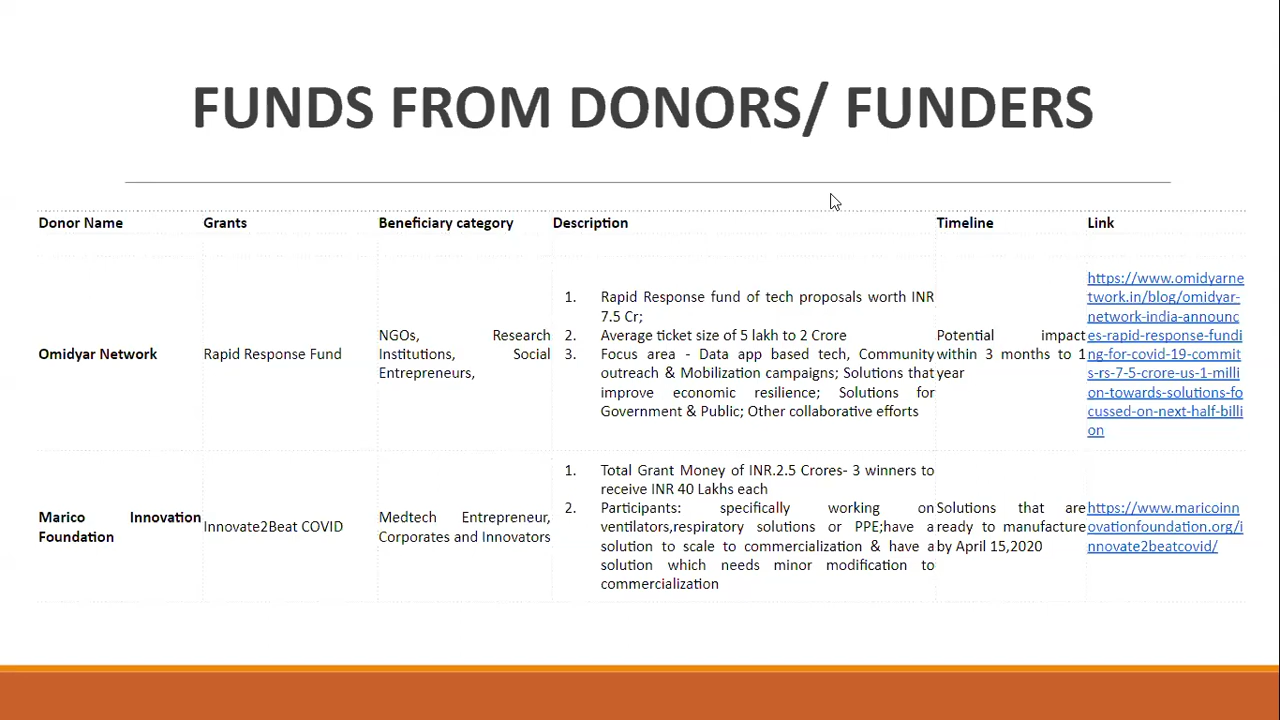 FUNDS FROM DONORS/ FUNDERS
Donor Name
Grants
Beneficiary category
Description
Timeline
Link
Omidyar Network
Rapid Response Fund
NGOs, Research
Institutions, Social
Entrepreneurs,
1. Rapid Response fund of tech proposals worth INR
7.5 Cr;
2. Average ticket size of 5 lakh to 2 Crore
3. Focus area - Data app based tech, Community
outreach & Mobilization campaigns; Solutions that
improve economic resilience; Solutions for
Government & Public; Other collaborative efforts
Potential impact
within 3 months to 1
year
https://www.omidyarne
twork.in/blog/omidyar-
network-india-announc
es-rapid-response-fundi
ng-for-covid-19-commit
s-rs-7-5-crore-us-1-milli
on-towards-solutions-fo
cussed-on-next-half-billi
on
Marico Innovation
Foundation
Innovate2Beat COVID
Medtech Entrepreneur,
Corporates and Innovators
1. Total Grant Money of INR.2.5 Crores- 3 winners to
receive INR 40 Lakhs each
2. Participants: specifically working on
ventilators,respiratory solutions or PPE;have a
solution to scale to commercialization & have a
solution which needs minor modification to
commercialization
Solutions that are
ready to manufacture
by April 15,2020
https://www.maricoinn
ovationfoundation.org/i
nnovate2beatcovid/